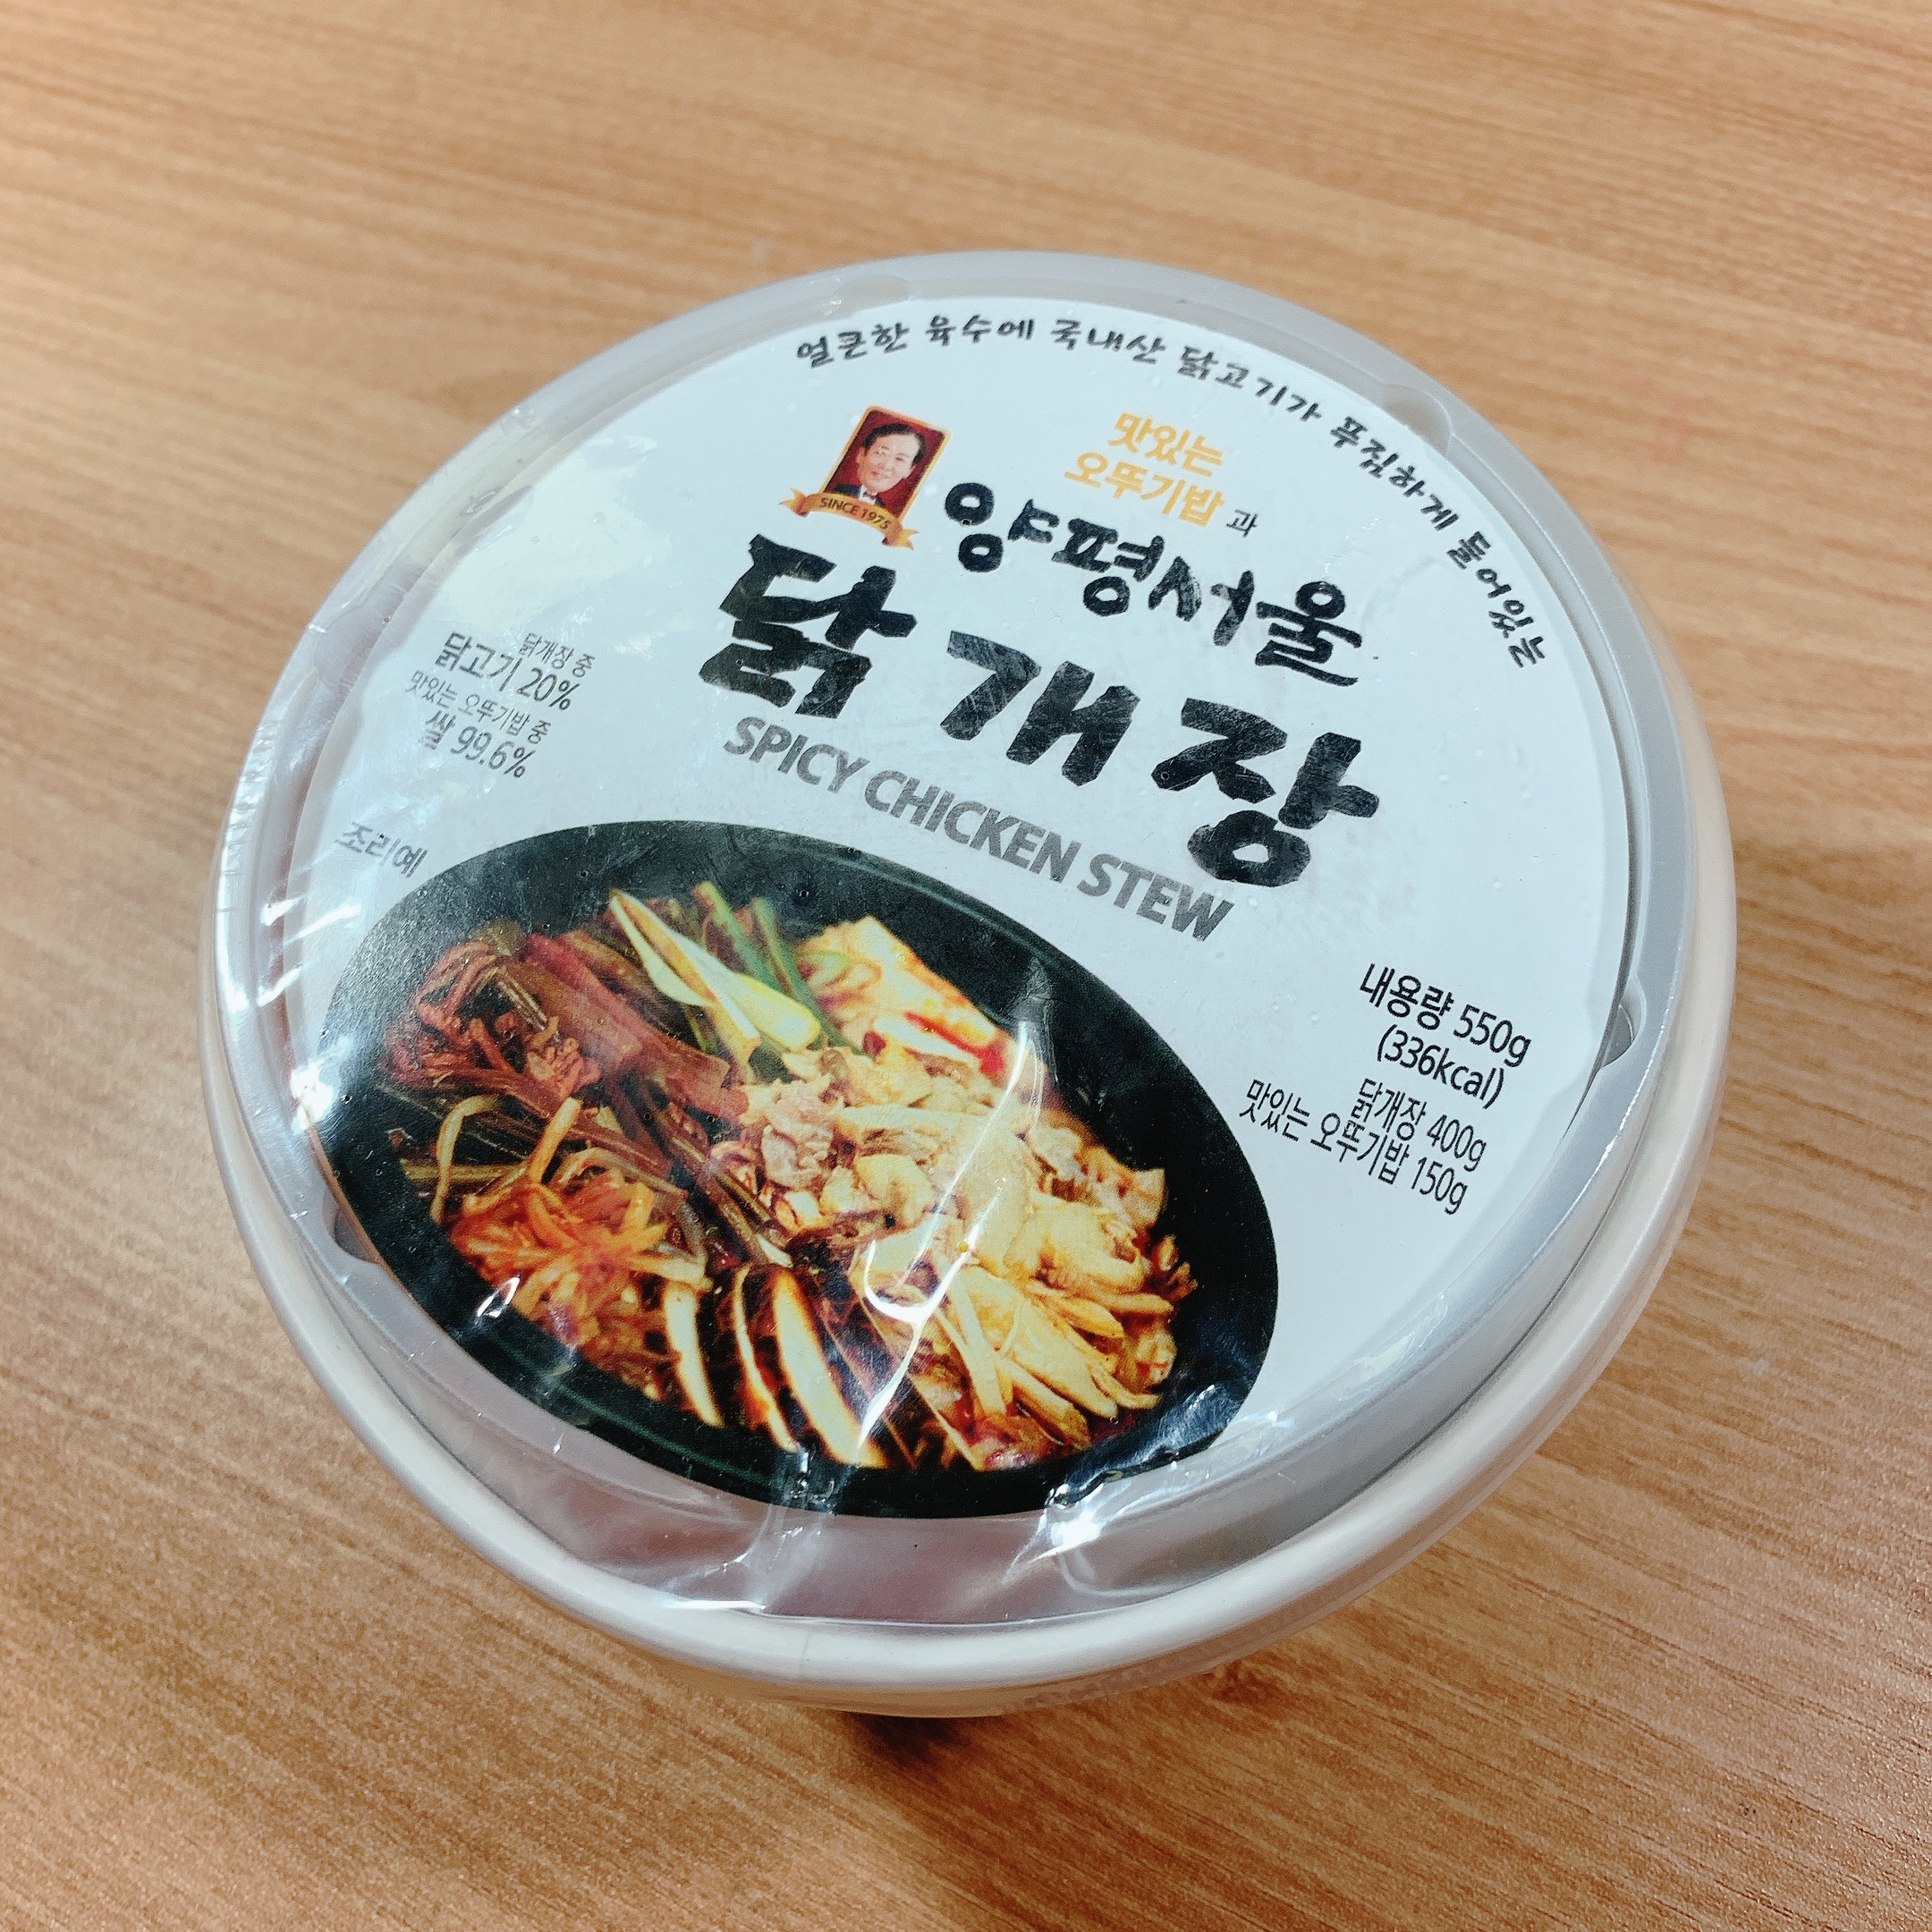 얼큰한 육수에 국내산 닭고기가 푸짐하게 들어있는
맛있는
오뚜기밥과
SINCE 1975
양평서울
닭개장
SPICY CHICKEN STEW
닭개장 중
닭고기 20%
맛있는 오뚜기밥 중
쌀 99.6%
조리예
내용량 550g
(336kcal)
닭개장 400g
맛있는 오뚜기밥 150g